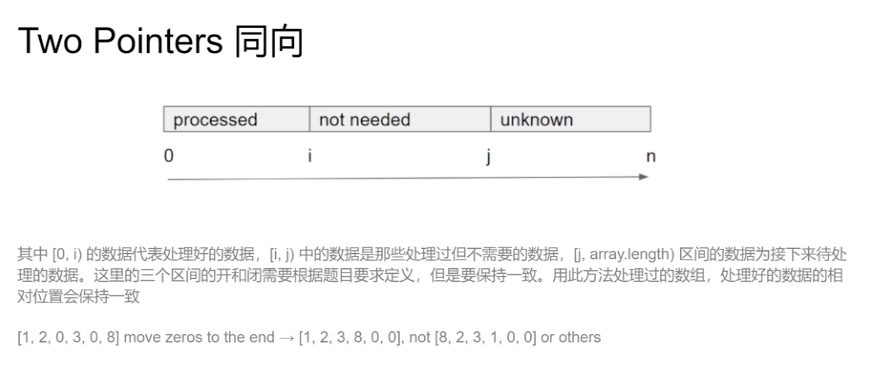 Two Pointers 同向
processed not needed unknown
0 i j n
其中 [0, i) 的数据代表处理好的数据，[i, j) 中的数据是那些处理过但不需要的数据，[j, array.length) 区间的数据为接下来待处
理的数据。这里的三个区间的开和闭需要根据题目要求定义，但是要保持一致。用此方法处理过的数组，处理好的数据的相
对位置会保持一致
[1, 2, 0, 3, 0, 8] move zeros to the end → [1, 2, 3, 8, 0, 0], not [8, 2, 3, 1, 0, 0] or others